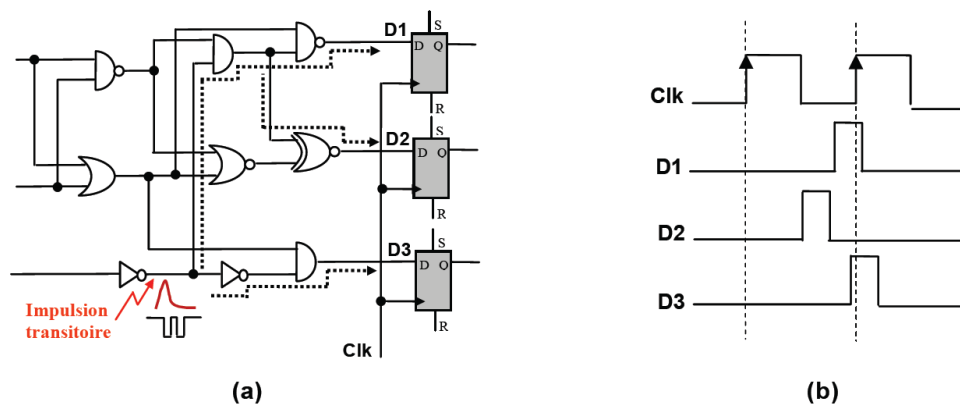 D1
S
D Q
R
S
D2
D Q
R
S
D3
D Q
R
Impulsion
transitoire
Clk
(a)
Clk
D1
D2
D3
(b)